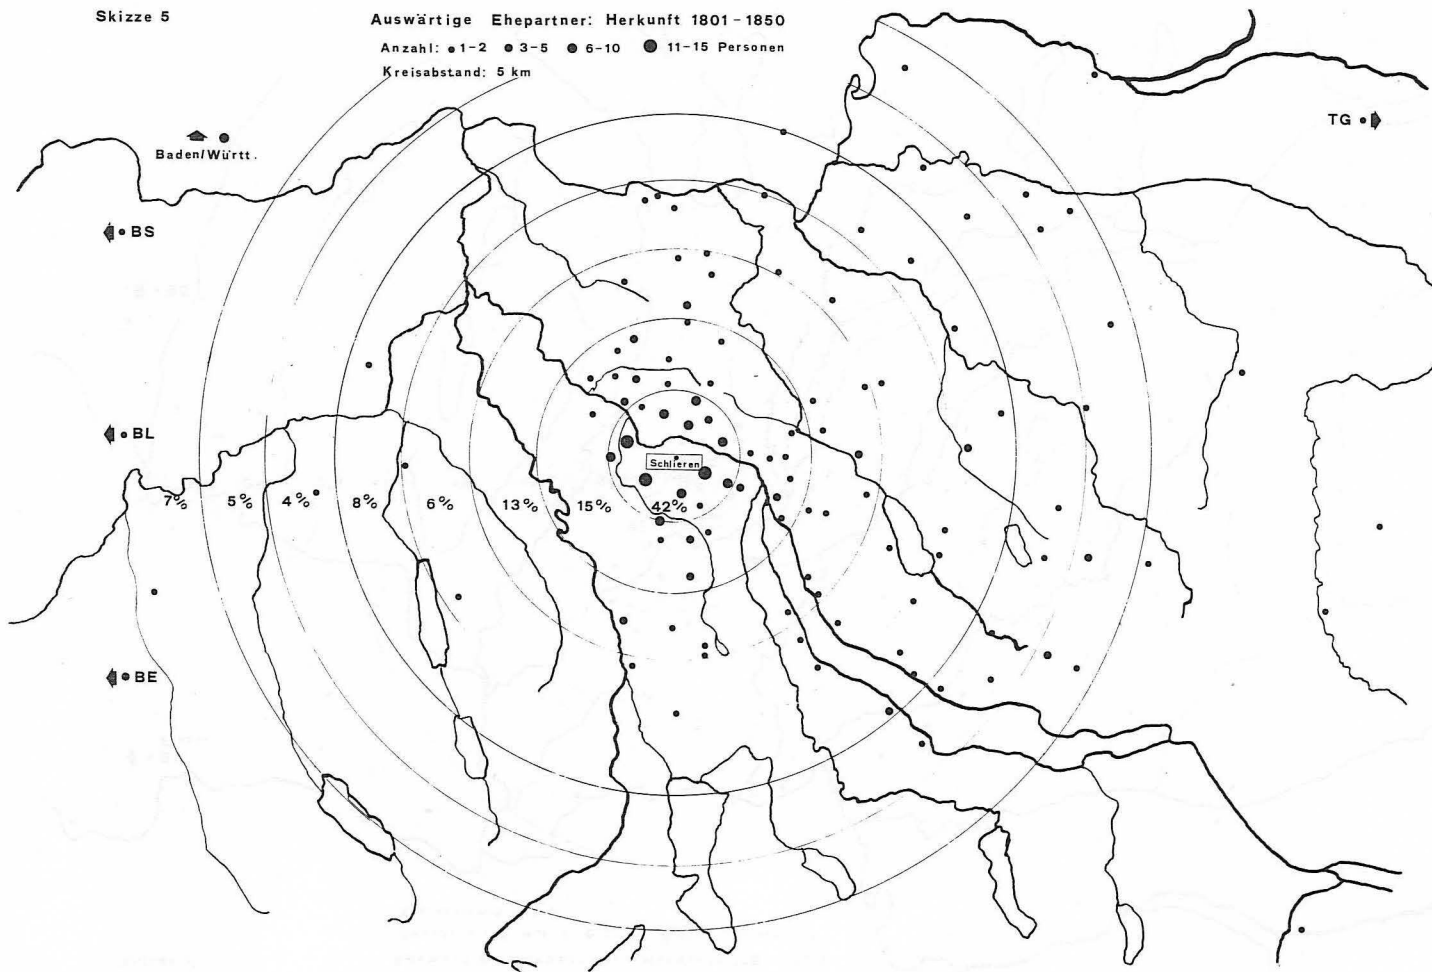 Skizze 5
Auswärtige Ehepartner: Herkunft 1801-1850
Anzahl: 1-2 3-5 6-10 11-15 Personen
Kreisabstand: 5 km
TG
Baden/Württ.
BS
BL
Schlieren
7% 5% 4% 8% 6% 13% 15% 42%
BE